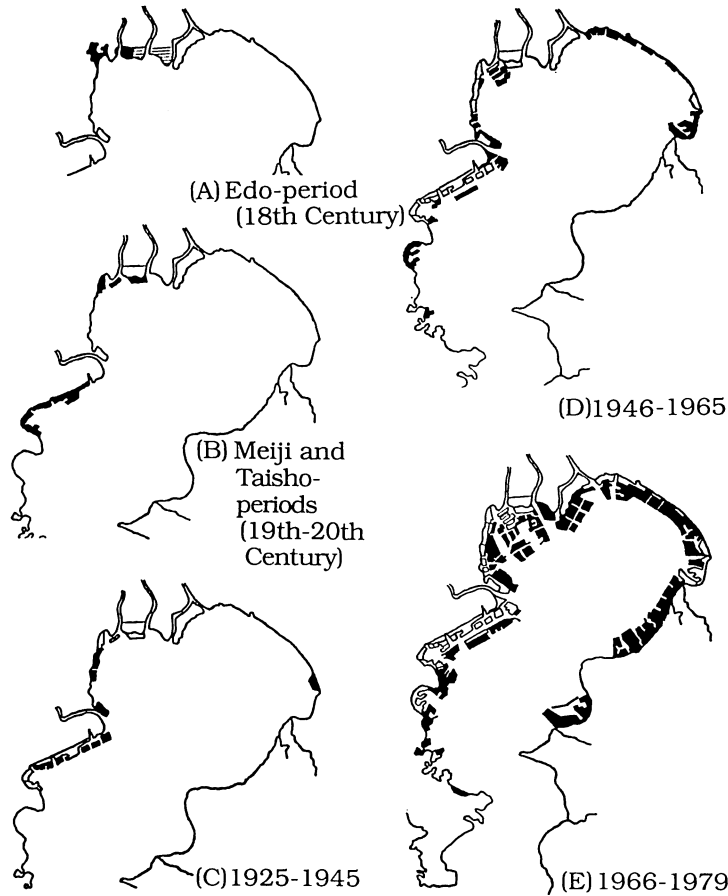 (A) Edo-period
(18th Century)
(B) Meiji and
Taisho-
periods
(19th-20th
Century)
(C) 1925-1945
(D) 1946-1965
(E) 1966-1979